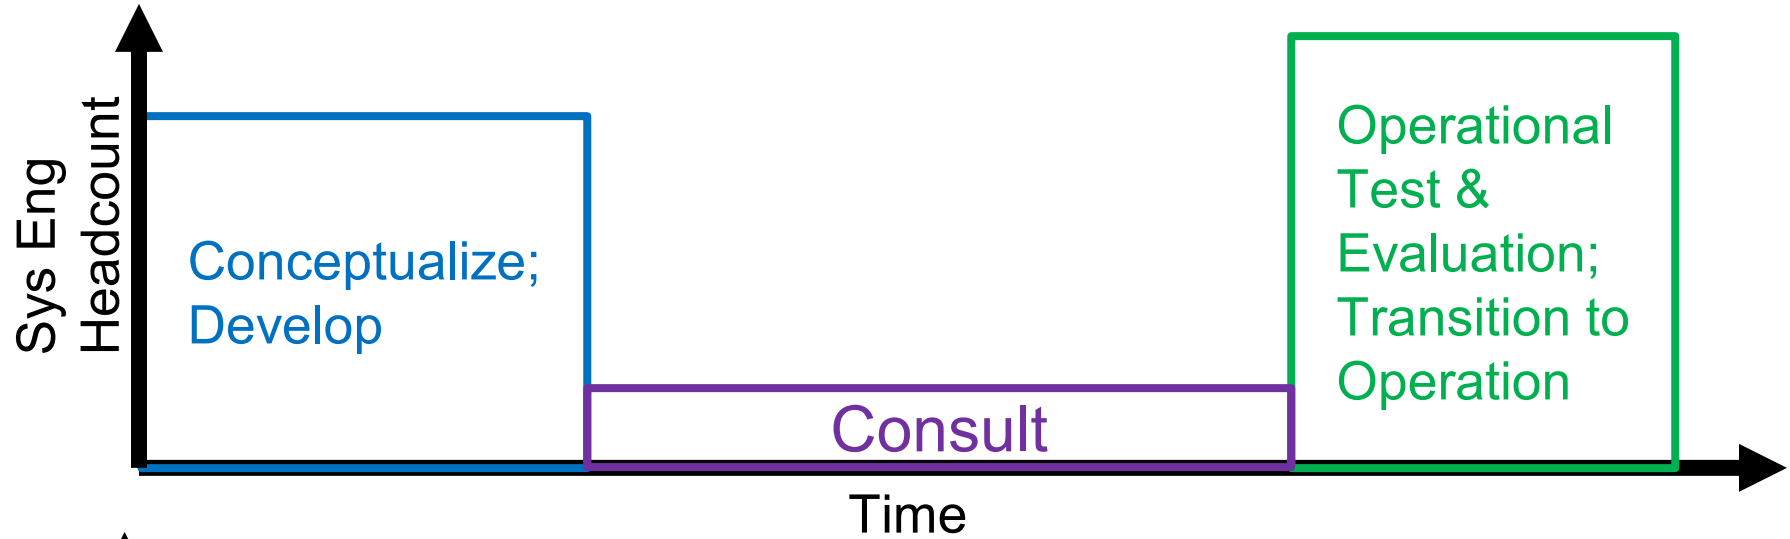 Sys Eng
Headcount
Conceptualize;
Develop
Consult
Operational
Test &
Evaluation;
Transition to
Operation
Time